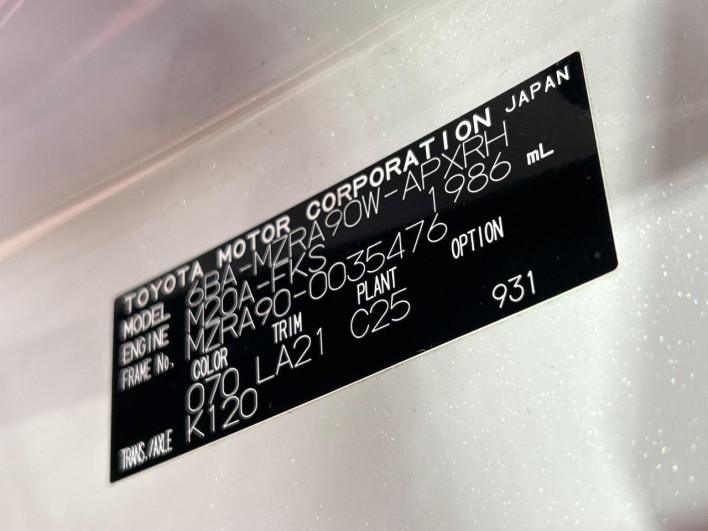 TOYOTA MOTOR CORPORATION JAPAN
MODEL 6BA-MZRA90W-APXRH
ENGINE M20A-FKS 1986 mL
FRAME No. MZRA90-0035476
COLOR TRIM PLANT OPTION
070 LA21 C25 931
TRANS./AXLE K120